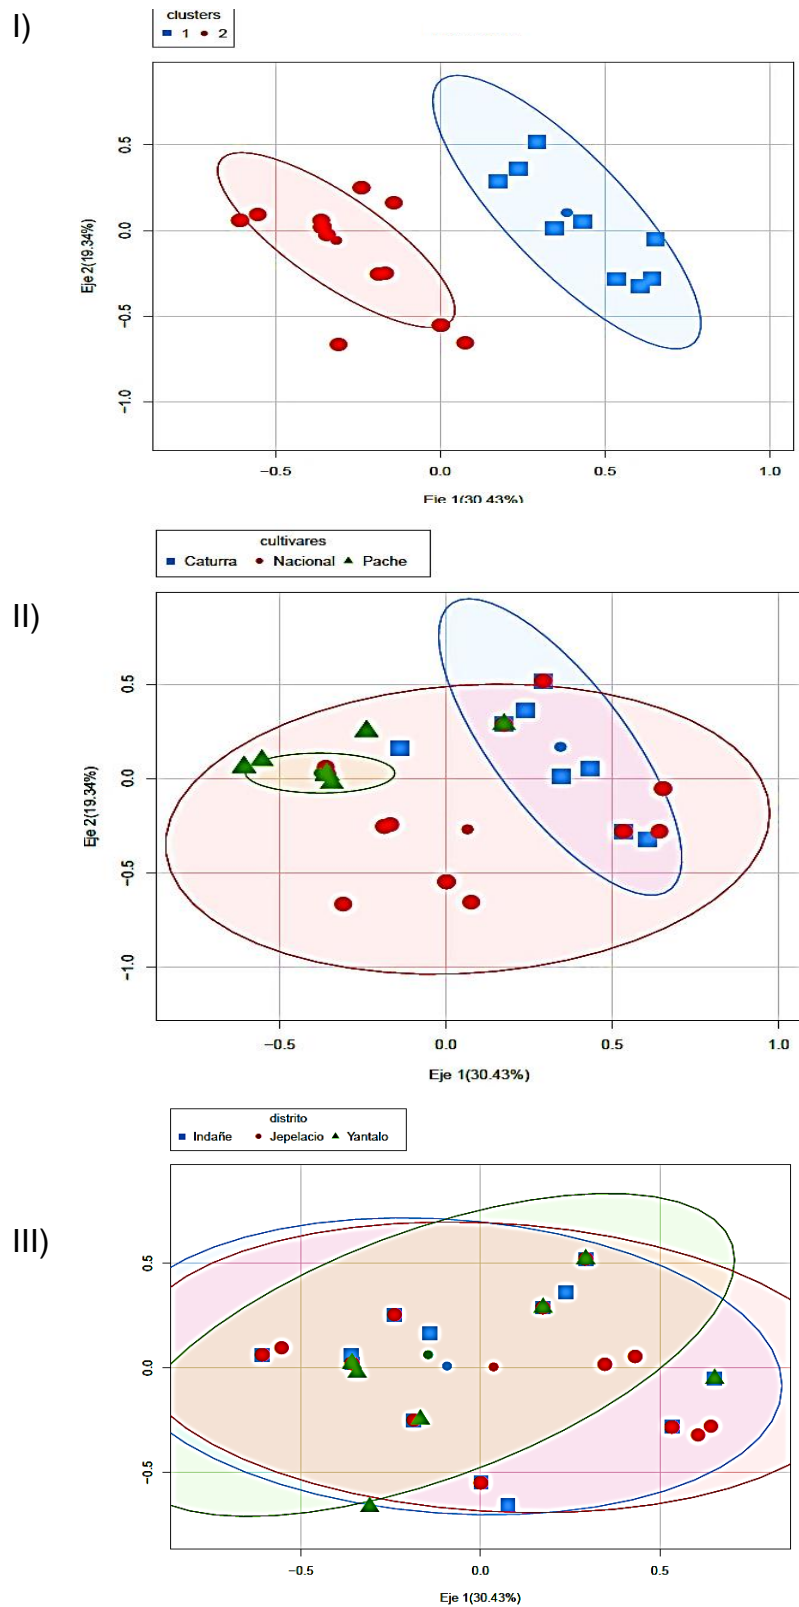 I)
clusters
1 2
Eje 2(19.34%)
0.5
0.0
−0.5
−1.0
−0.5 0.0 0.5 1.0
Eje 1(30.43%)
II)
cultivares
Caturra Nacional Pache
Eje 2(19.34%)
0.5
0.0
−0.5
−1.0
−0.5 0.0 0.5 1.0
Eje 1(30.43%)
III)
distrito
Indañe Jepelacio Yantalo
Eje 2(19.34%)
0.5
0.0
−0.5
−0.5 0.0 0.5
Eje 1(30.43%)